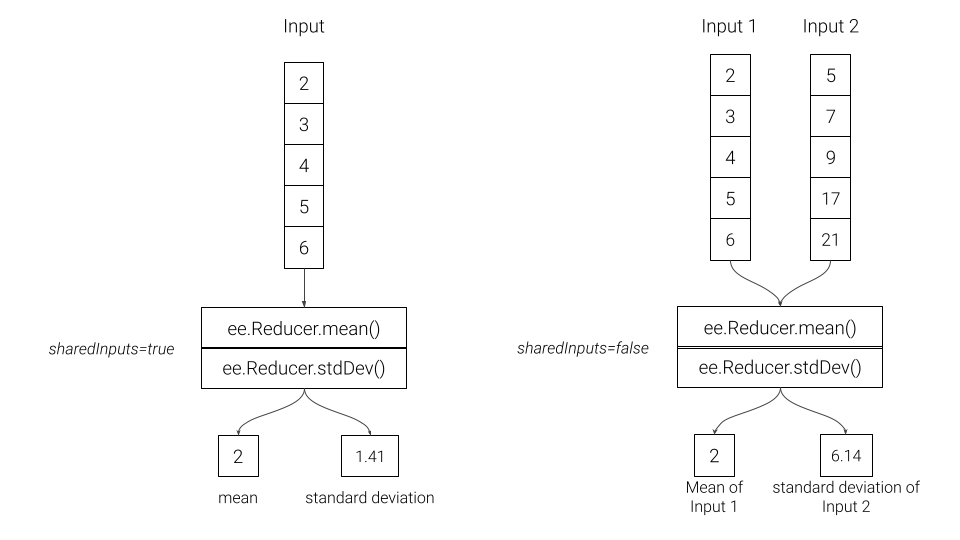 Input
2
3
4
5
6
sharedInputs=true
ee.Reducer.mean()
ee.Reducer.stdDev()
2
1.41
mean
standard deviation
Input 1
Input 2
2
5
3
7
4
9
5
17
6
21
sharedInputs=false
ee.Reducer.mean()
ee.Reducer.stdDev()
2
6.14
Mean of
Input 1
standard deviation of
Input 2